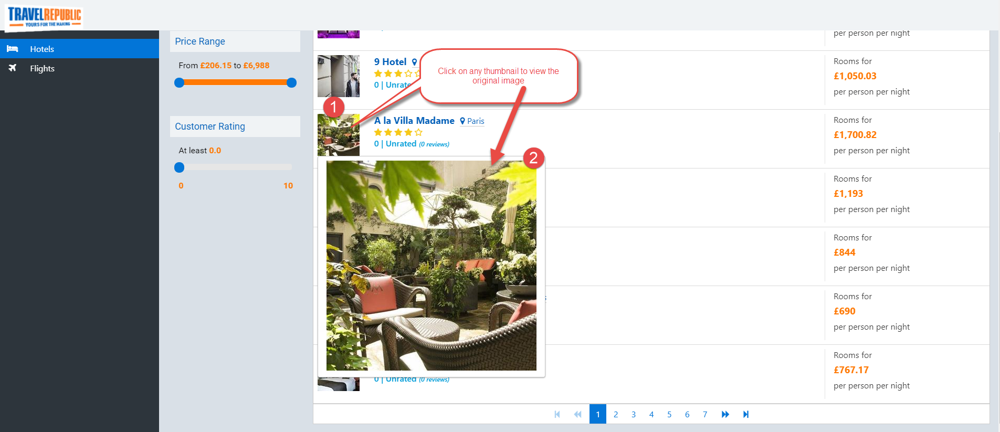 TRAVELREPUBLIC
YOURS FOR THE MAKING
Hotels
Flights
Price Range
From £206.15 to £6,988
Customer Rating
At least 0.0
0 10
per person per night
9 Hotel
0 | Unrate
Rooms for
£1,050.03
per person per night
Click on any thumbnail to view the
original image
1
A la Villa Madame Paris
0 | Unrated (0 reviews)
Rooms for
£1,700.82
per person per night
2
Rooms for
£1,193
per person per night
Rooms for
£844
per person per night
Rooms for
£690
per person per night
0 | Unrated (0 reviews)
Rooms for
£767.17
per person per night
1 2 3 4 5 6 7